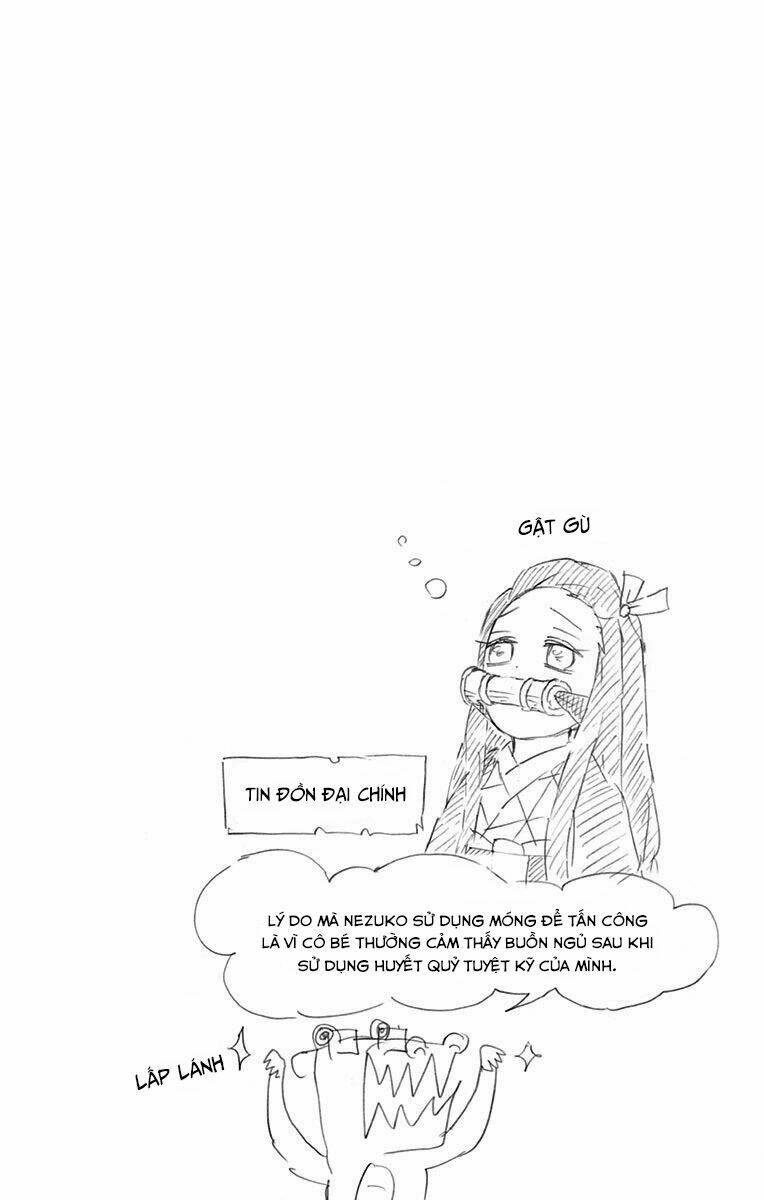 GẬT GÙ
TIN ĐỒN ĐẠI CHÍNH
LÝ DO MÀ NEZUKO SỬ DỤNG MÓNG ĐỂ TẤN CÔNG
LÀ VÌ CÔ BÉ THƯỜNG CẢM THẤY BUỒN NGỦ SAU KHI
SỬ DỤNG HUYẾT QUỶ TUYỆT KỸ CỦA MÌNH.
LẤP LÁNH